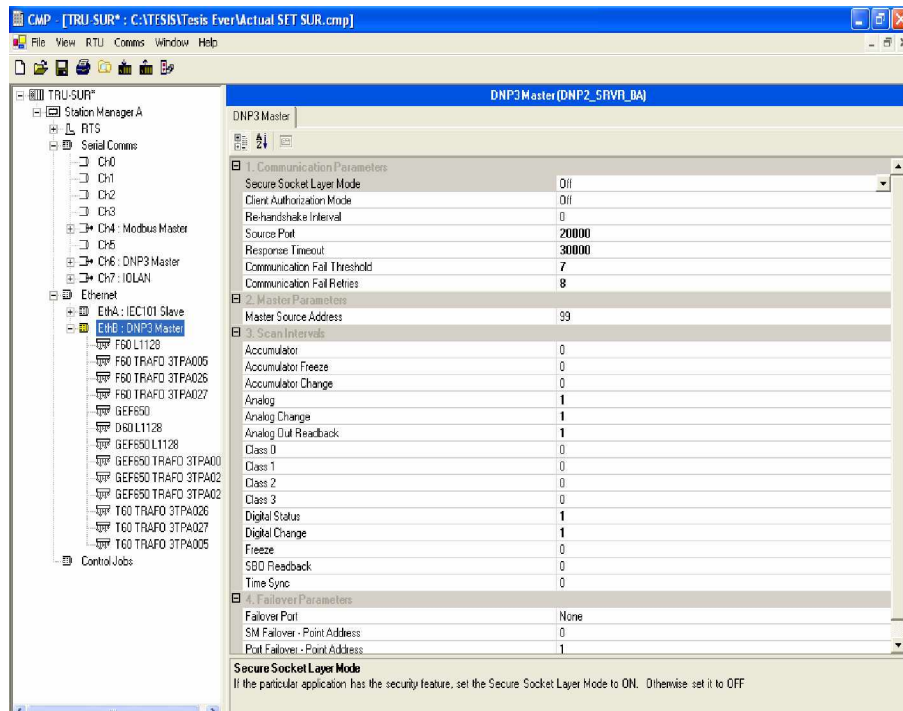 CMP - [TRU-SUR* : C:\TESIS\Tesis Ever\Actual SET SUR.cmp]
File View RTU Comms Window Help
TRU-SUR*
Station Manager A
RTS
Serial Comms
Ch0
Ch1
Ch2
Ch3
Ch4 : Modbus Master
Ch5
Ch6 : DNP3 Master
Ch7 : IOLAN
Ethernet
EthA : IEC101 Slave
EthB : DNP3 Master
F60 L1128
F60 TRAFO 3TPA005
F60 TRAFO 3TPA026
F60 TRAFO 3TPA027
GEF650
D60 L1128
GEF650 L1128
GEF650 TRAFO 3TPA00
GEF650 TRAFO 3TPA02
GEF650 TRAFO 3TPA02
T60 TRAFO 3TPA026
T60 TRAFO 3TPA027
T60 TRAFO 3TPA005
Control Jobs
DNP3 Master (DNP2_SRVR_BA)
DNP3 Master
1. Communication Parameters
Secure Socket Layer Mode Off
Client Authorization Mode Off
Re-handshake Interval 0
Source Port 20000
Response Timeout 30000
Communication Fail Threshold 7
Communication Fail Retries 8
2. Master Parameters
Master Source Address 99
3. Scan Intervals
Accumulator 0
Accumulator Freeze 0
Accumulator Change 0
Analog 1
Analog Change 1
Analog Out Readback 1
Class 0 0
Class 1 0
Class 2 0
Class 3 0
Digital Status 1
Digital Change 1
Freeze 0
SBO Readback 0
Time Sync 0
4. Failover Parameters
Failover Port None
SM Failover - Point Address 0
Port Failover - Point Address 1
Secure Socket Layer Mode
If the particular application has the security feature, set the Secure Socket Layer Mode to ON. Otherwise set it to OFF